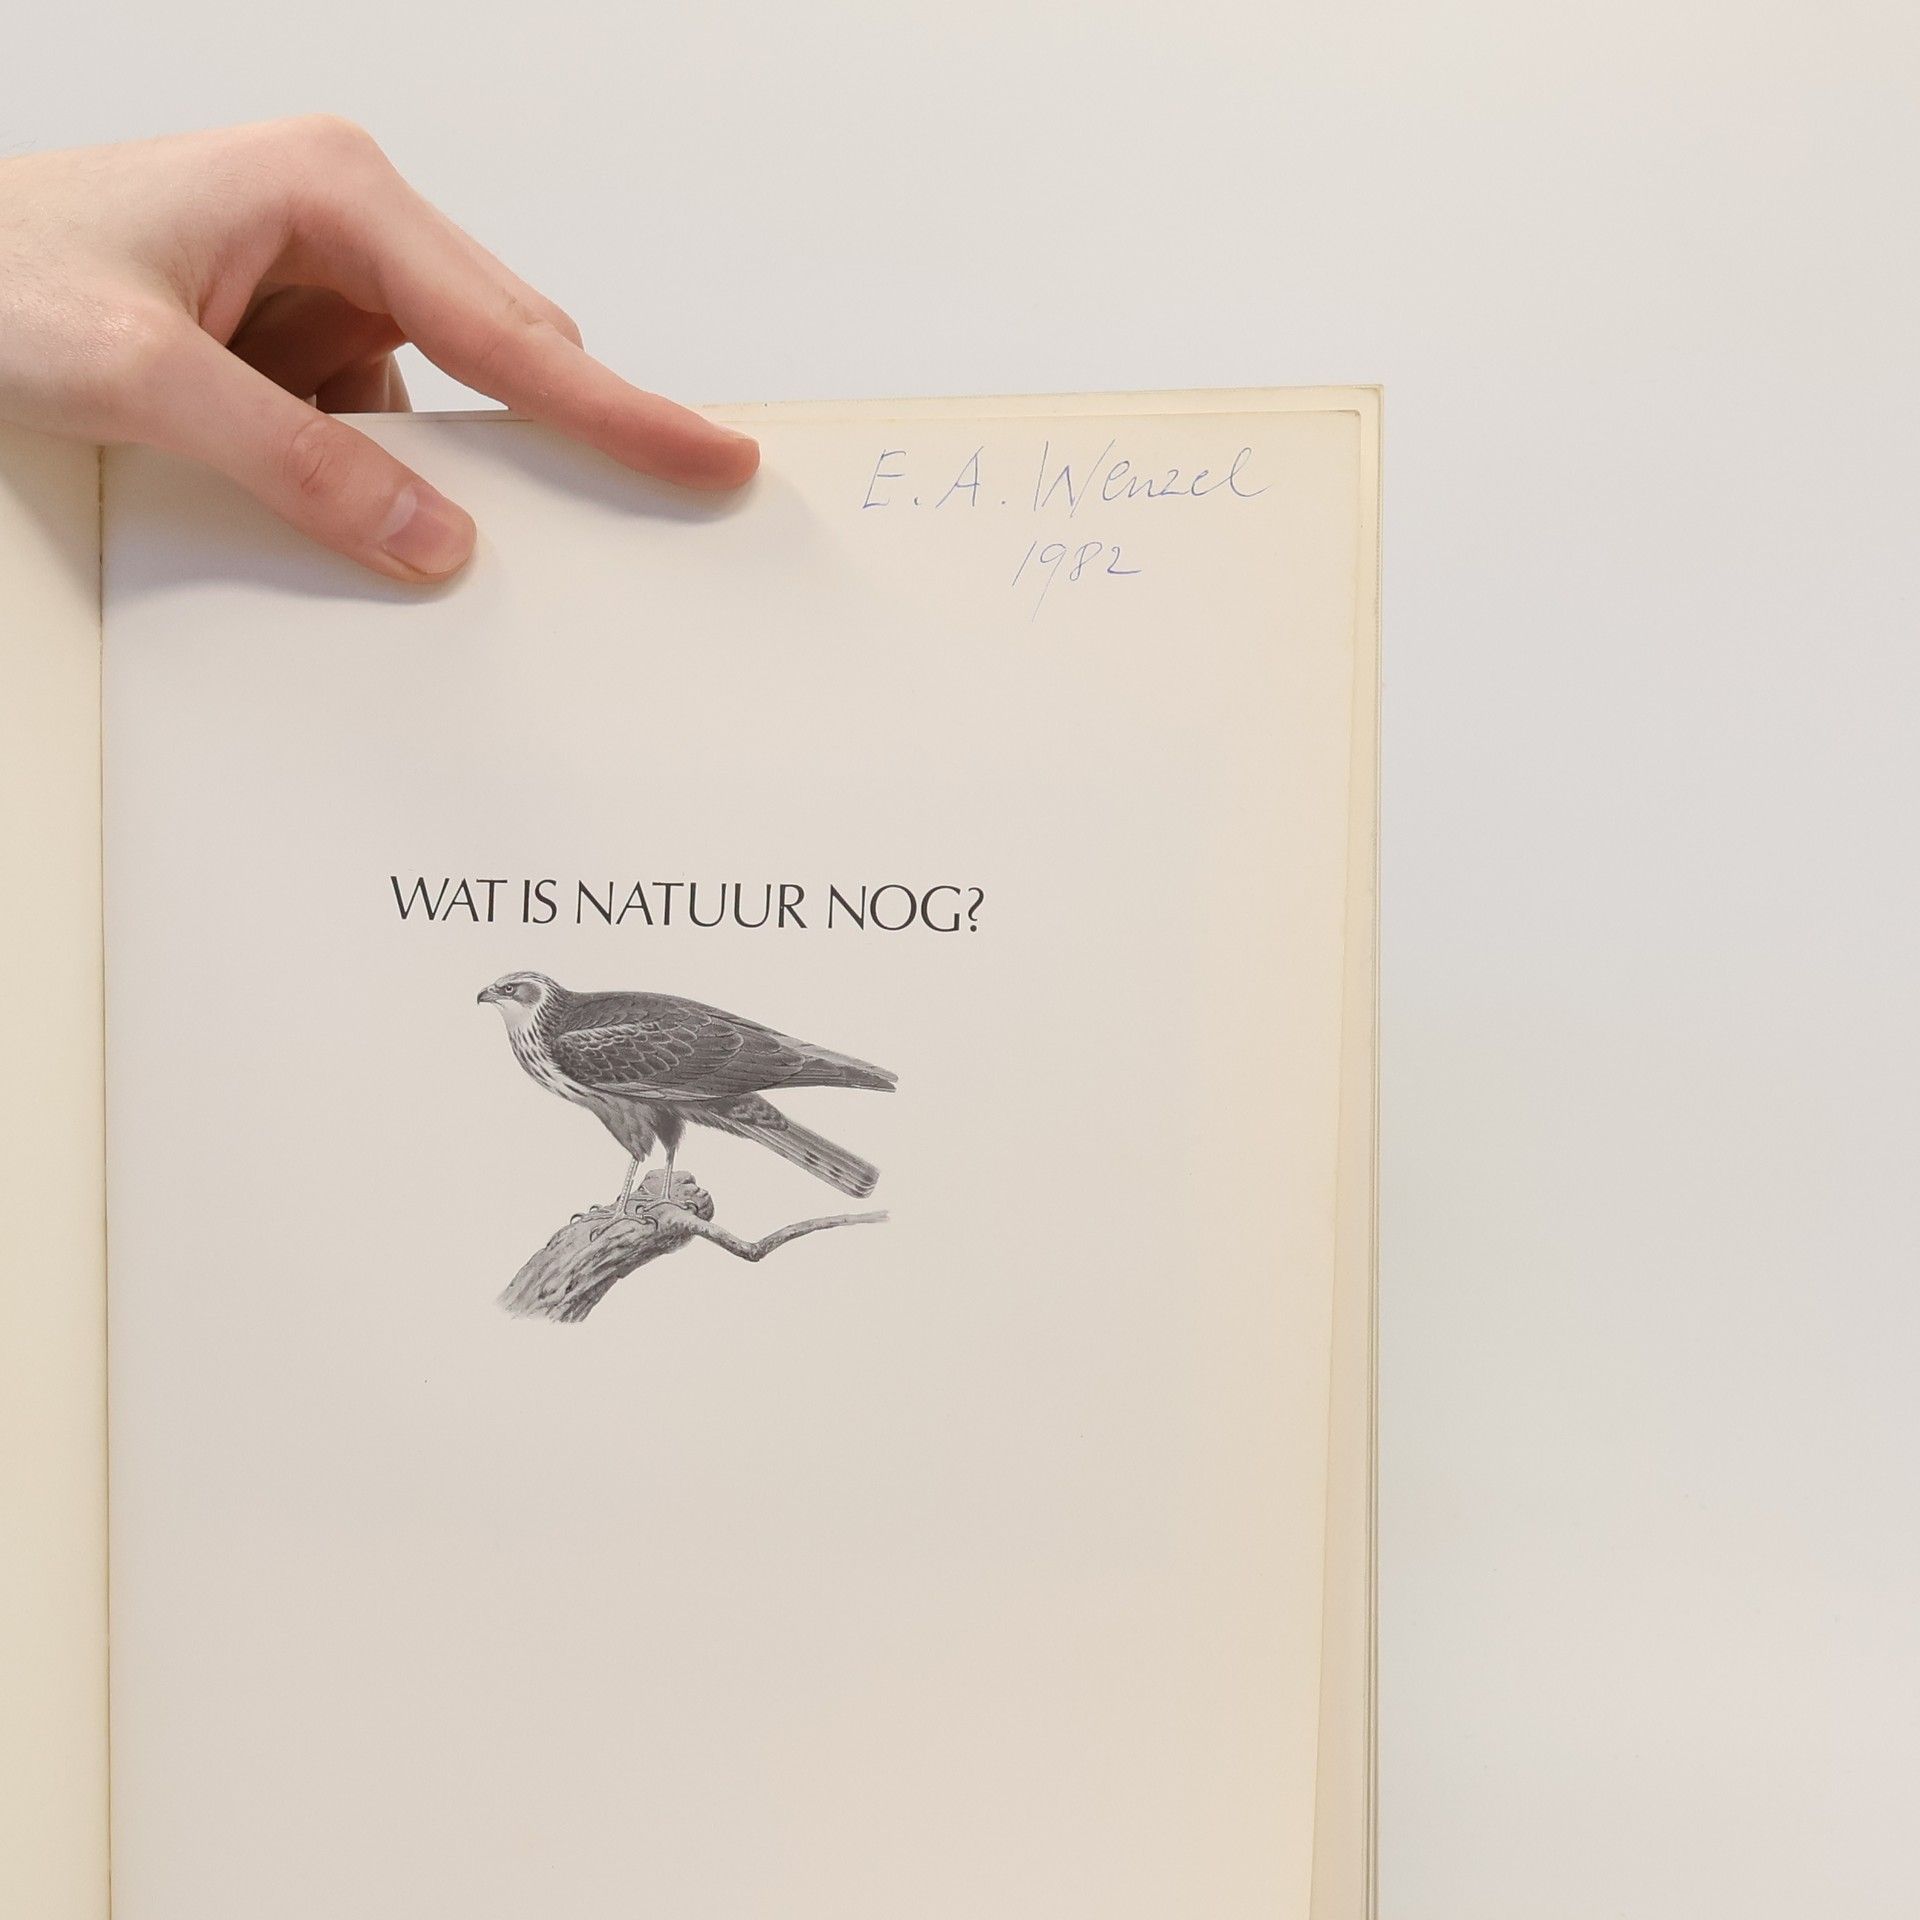 E. A. Wenzel
1982
WAT IS NATUUR NOG?